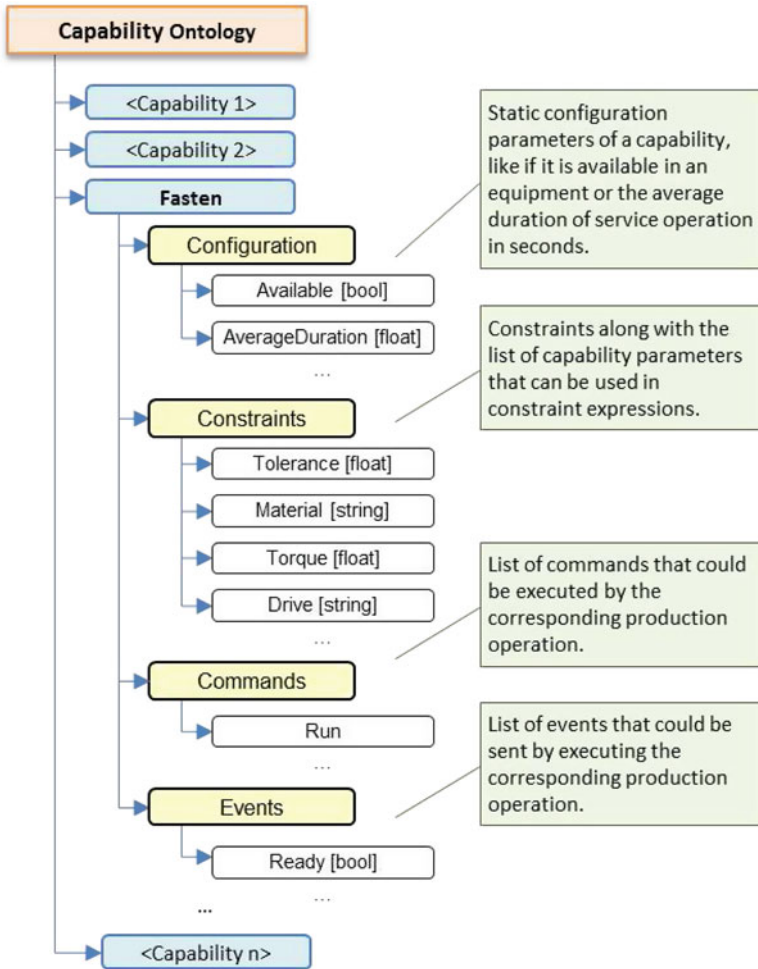 Capability Ontology
<Capability 1>
<Capability 2>
Fasten
Configuration
Available [bool]
AverageDuration [float]
...
Static configuration
parameters of a capability,
like if it is available in an
equipment or the average
duration of service operation
in seconds.
Constraints
Tolerance [float]
Material [string]
Torque [float]
Drive [string]
...
Constraints along with the
list of capability parameters
that can be used in
constraint expressions.
Commands
Run
...
List of commands that could
be executed by the
corresponding production
operation.
Events
Ready [bool]
...
List of events that could be
sent by executing the
corresponding production
operation.
...
<Capability n>